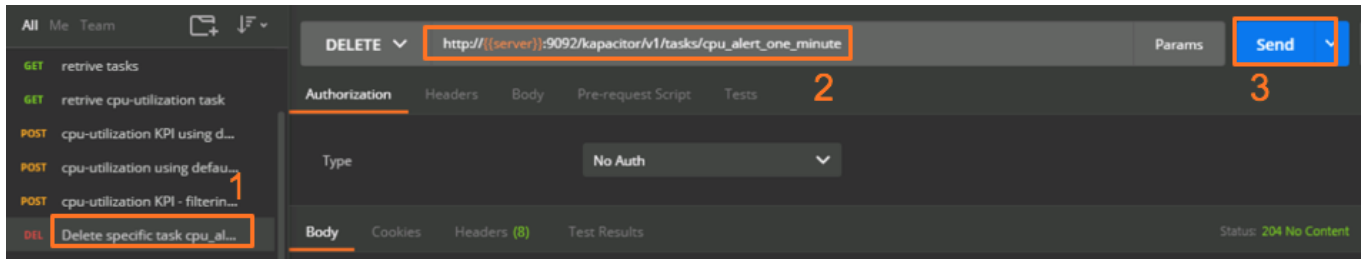 All Me Team
GET retrive tasks
GET retrive cpu-utilization task
POST cpu-utilization KPI using d...
POST cpu-utilization using defau...
1
POST cpu-utilization KPI - filterin...
DEL Delete specific task cpu_al...
DELETE http://{{server}}:9092/kapacitor/v1/tasks/cpu_alert_one_minute Params Send
2 3
Authorization Headers Body Pre-request Script Tests
Type No Auth
Body Cookies Headers (8) Test Results Status: 204 No Content